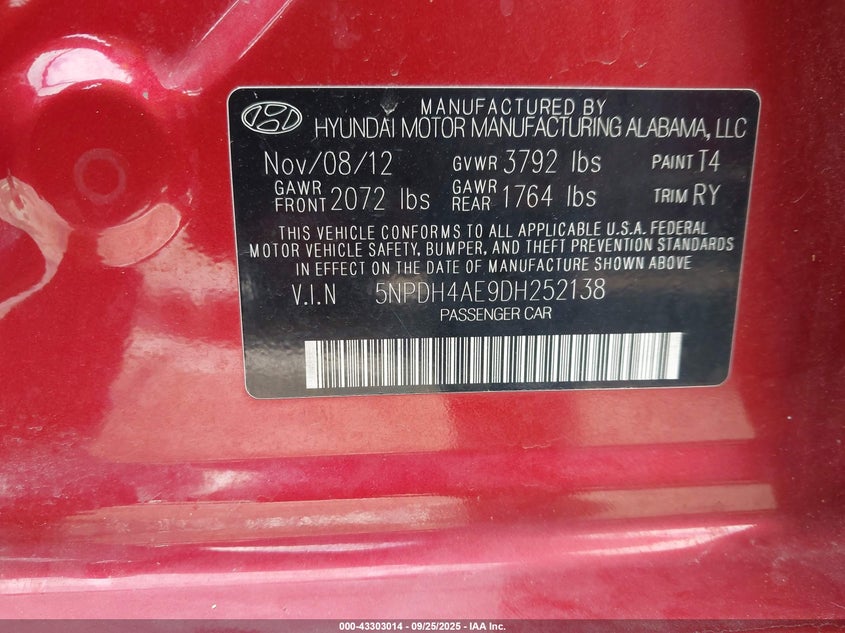 MANUFACTURED BY
HYUNDAI MOTOR MANUFACTURING ALABAMA, LLC
Nov/08/12 GVWR 3792 lbs PAINT T4
GAWR FRONT 2072 lbs GAWR REAR 1764 lbs TRIM RY
THIS VEHICLE CONFORMS TO ALL APPLICABLE U.S.A. FEDERAL
MOTOR VEHICLE SAFETY, BUMPER, AND THEFT PREVENTION STANDARDS
IN EFFECT ON THE DATE OF MANUFACTURE SHOWN ABOVE.
V.I.N 5NPDH4AE9DH252138
PASSENGER CAR
000-43303014 - 09/25/2025 - IAA Inc.